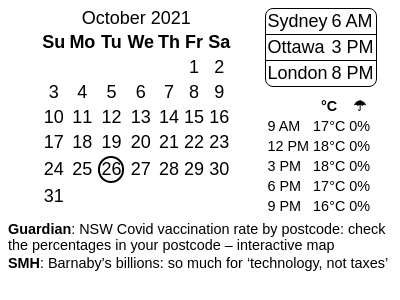 October 2021
Su Mo Tu We Th Fr Sa
1 2
3 4 5 6 7 8 9
10 11 12 13 14 15 16
17 18 19 20 21 22 23
24 25 26 27 28 29 30
31
Sydney 6 AM
Ottawa 3 PM
London 8 PM
°C ☂
9 AM 17°C 0%
12 PM 18°C 0%
3 PM 18°C 0%
6 PM 17°C 0%
9 PM 16°C 0%
Guardian: NSW Covid vaccination rate by postcode: check
the percentages in your postcode – interactive map
SMH: Barnaby's billions: so much for ‘technology, not taxes’